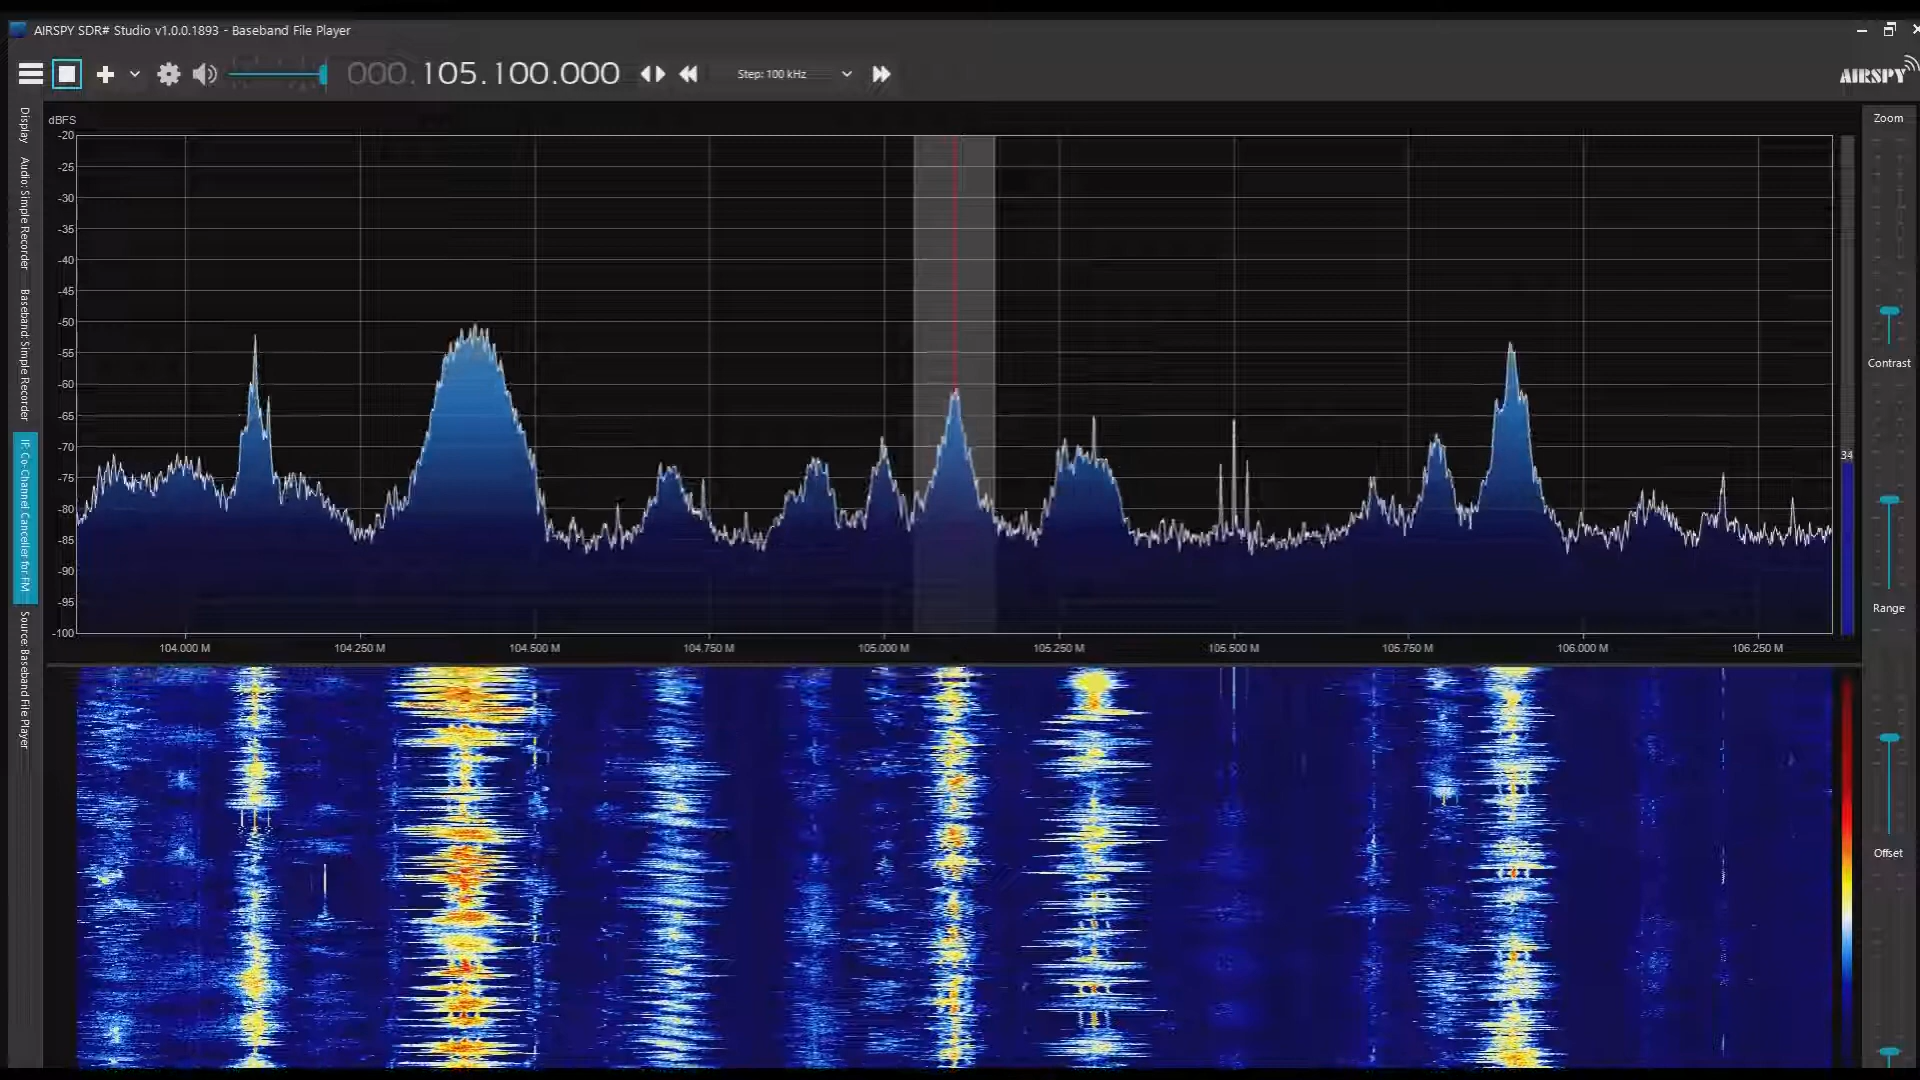 AIRSPY SDR# Studio v1.0.0.1893 - Baseband File Player
000.105.100.000
Step: 100 kHz
AIRSPY
Display
Audio: Simple Recorder
Baseband: Simple Recorder
IF: Co-Channel Canceller for FM
Source: Baseband File Player
dBFS
-20
-25
-30
-35
-40
-45
-50
-55
-60
-65
-70
-75
-80
-85
-90
-95
-100
104.000 M
104.250 M
104.500 M
104.750 M
105.000 M
105.250 M
105.500 M
105.750 M
106.000 M
106.250 M
34
Zoom
Contrast
Range
Offset